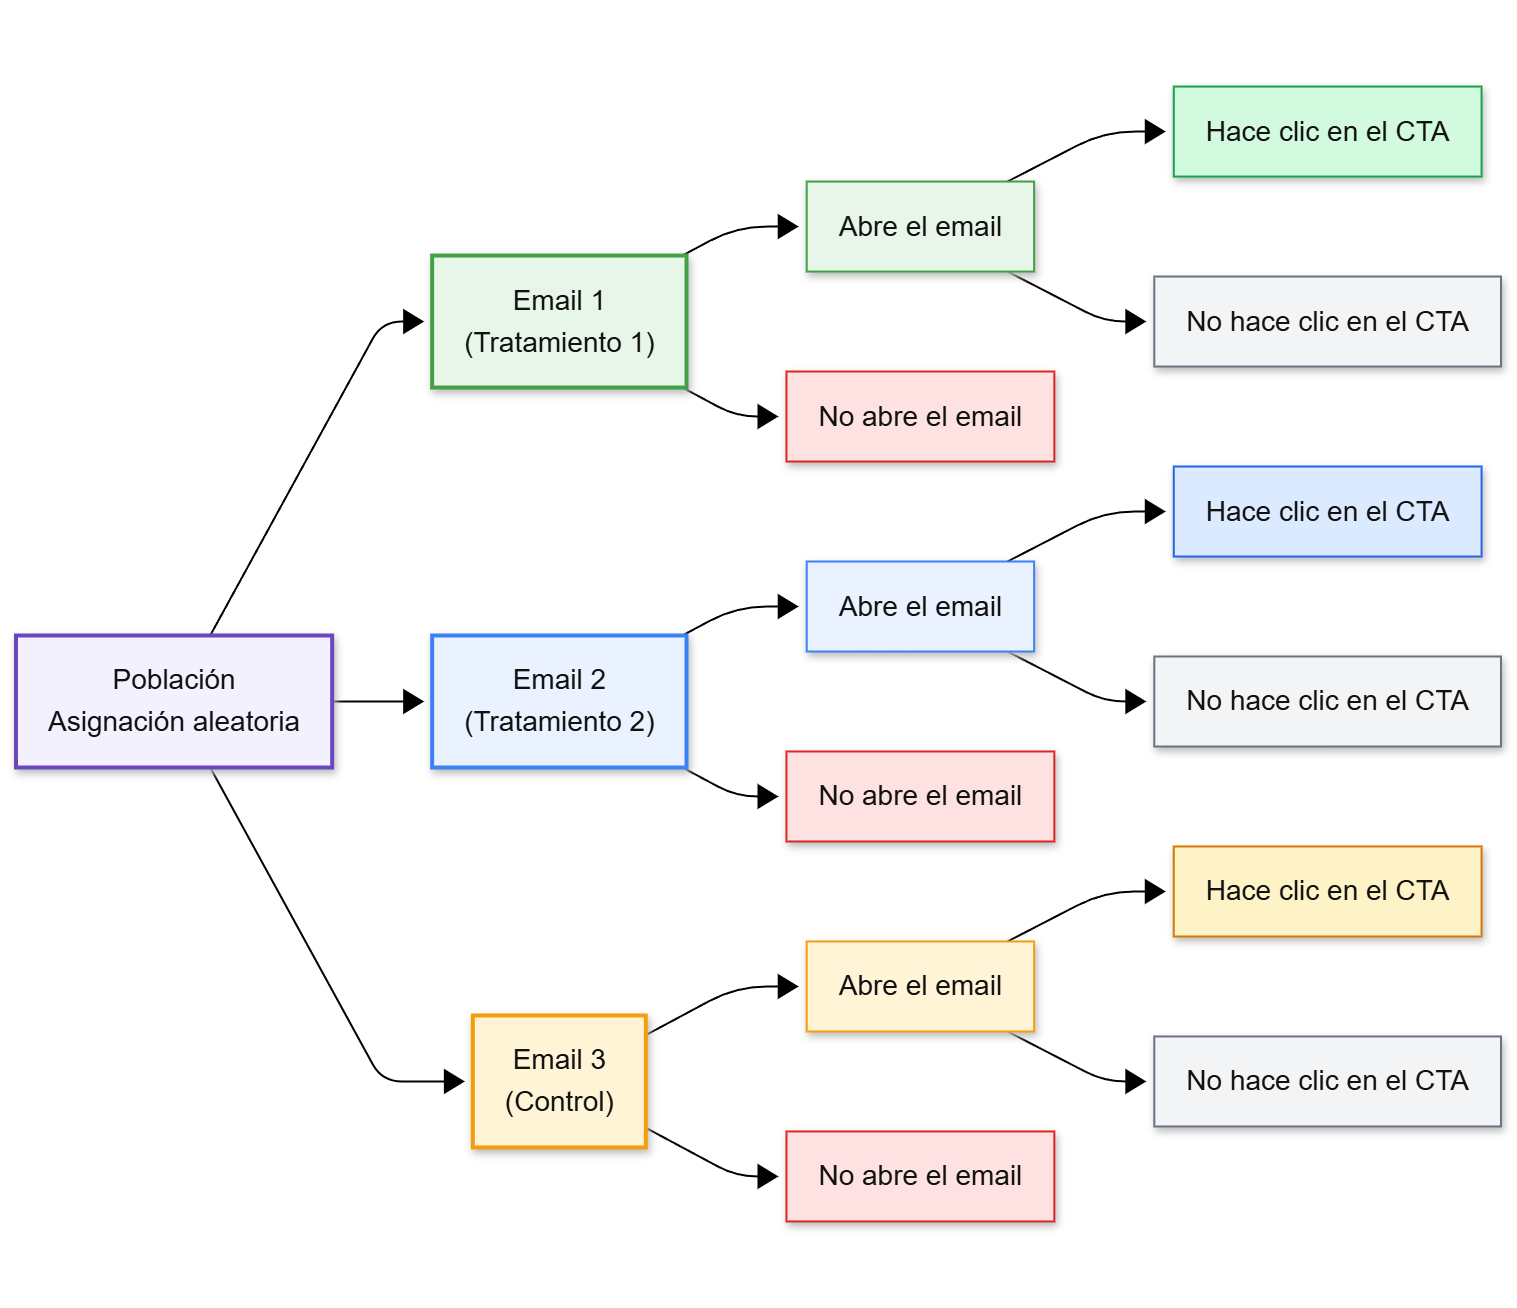 Población
Asignación aleatoria
Email 1
(Tratamiento 1)
Abre el email
Hace clic en el CTA
No hace clic en el CTA
No abre el email
Email 2
(Tratamiento 2)
Abre el email
Hace clic en el CTA
No hace clic en el CTA
No abre el email
Email 3
(Control)
Abre el email
Hace clic en el CTA
No hace clic en el CTA
No abre el email